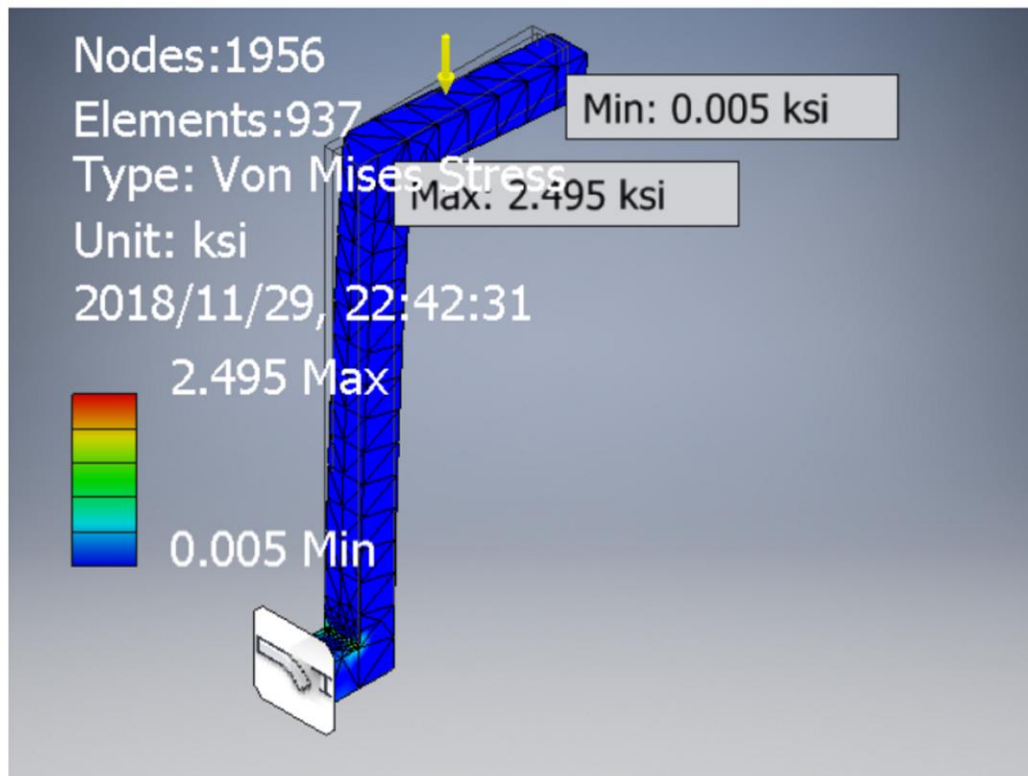 Nodes:1956
Elements:937
Type: Von Mises Stress
Unit: ksi
2018/11/29, 22:42:31
2.495 Max
0.005 Min
Min: 0.005 ksi
Max: 2.495 ksi